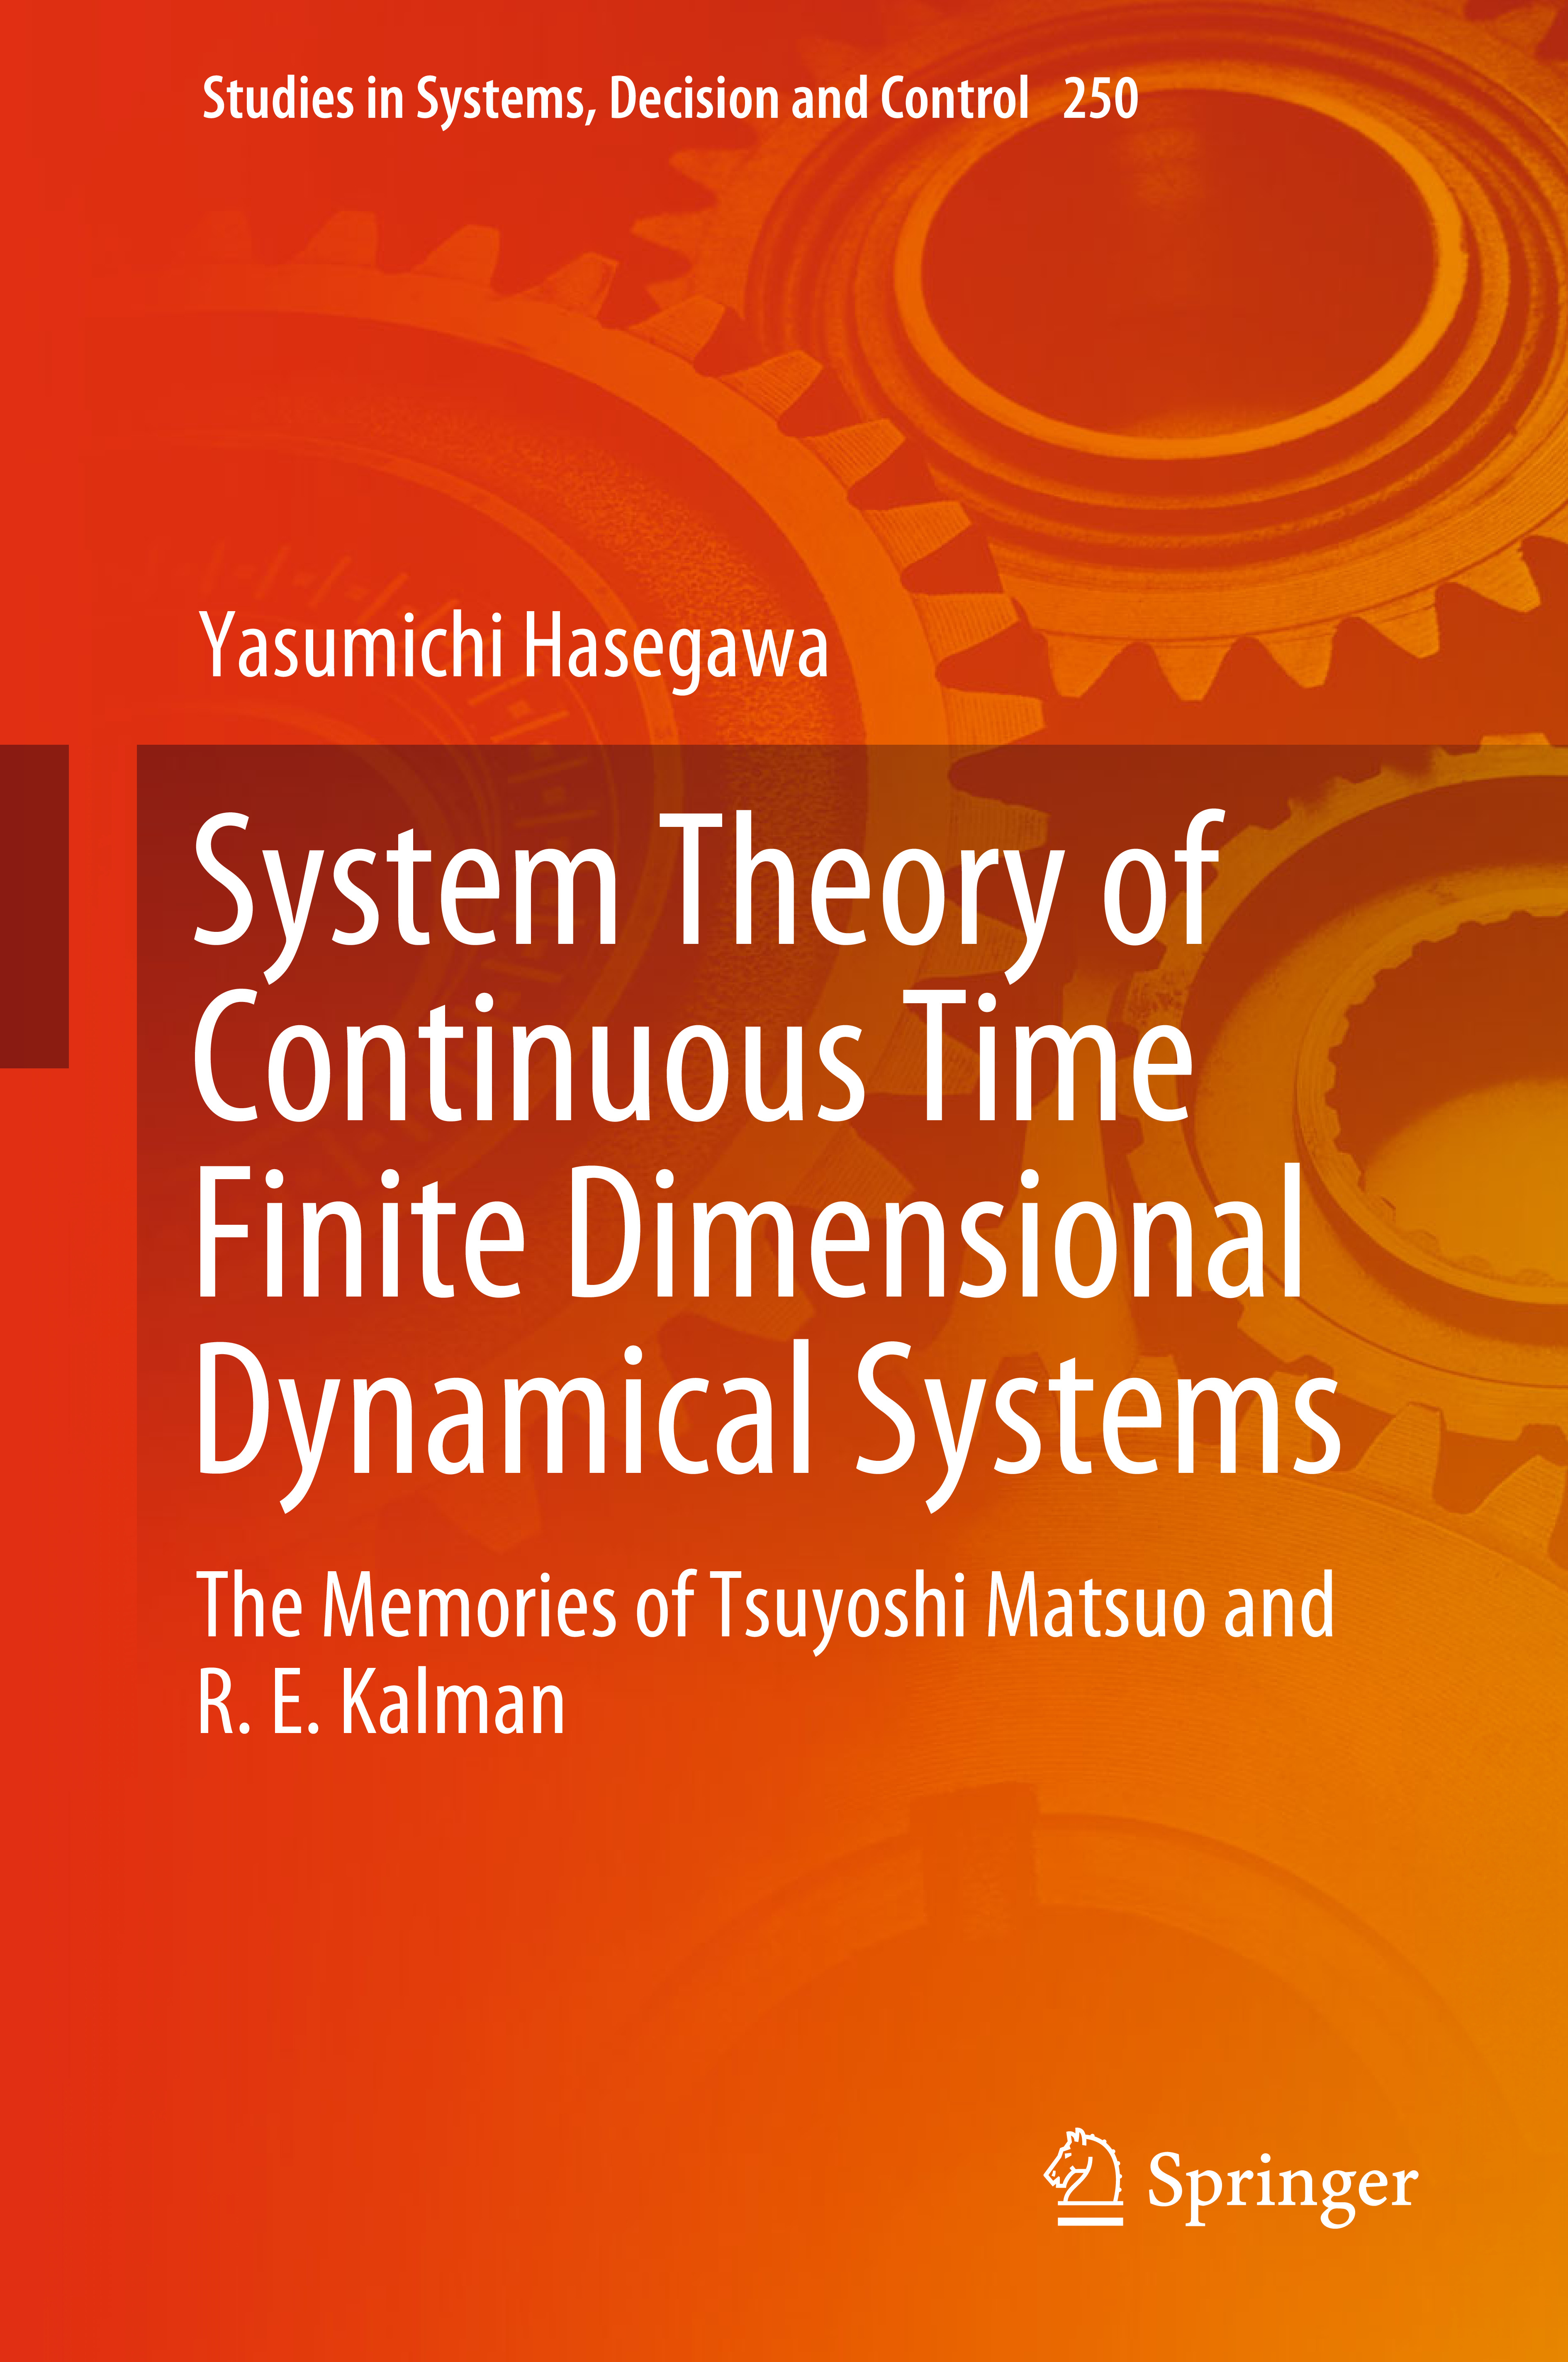 Studies in Systems, Decision and Control 250
Yasumichi Hasegawa
System Theory of
Continuous Time
Finite Dimensional
Dynamical Systems
The Memories of Tsuyoshi Matsuo and
R. E. Kalman
Springer